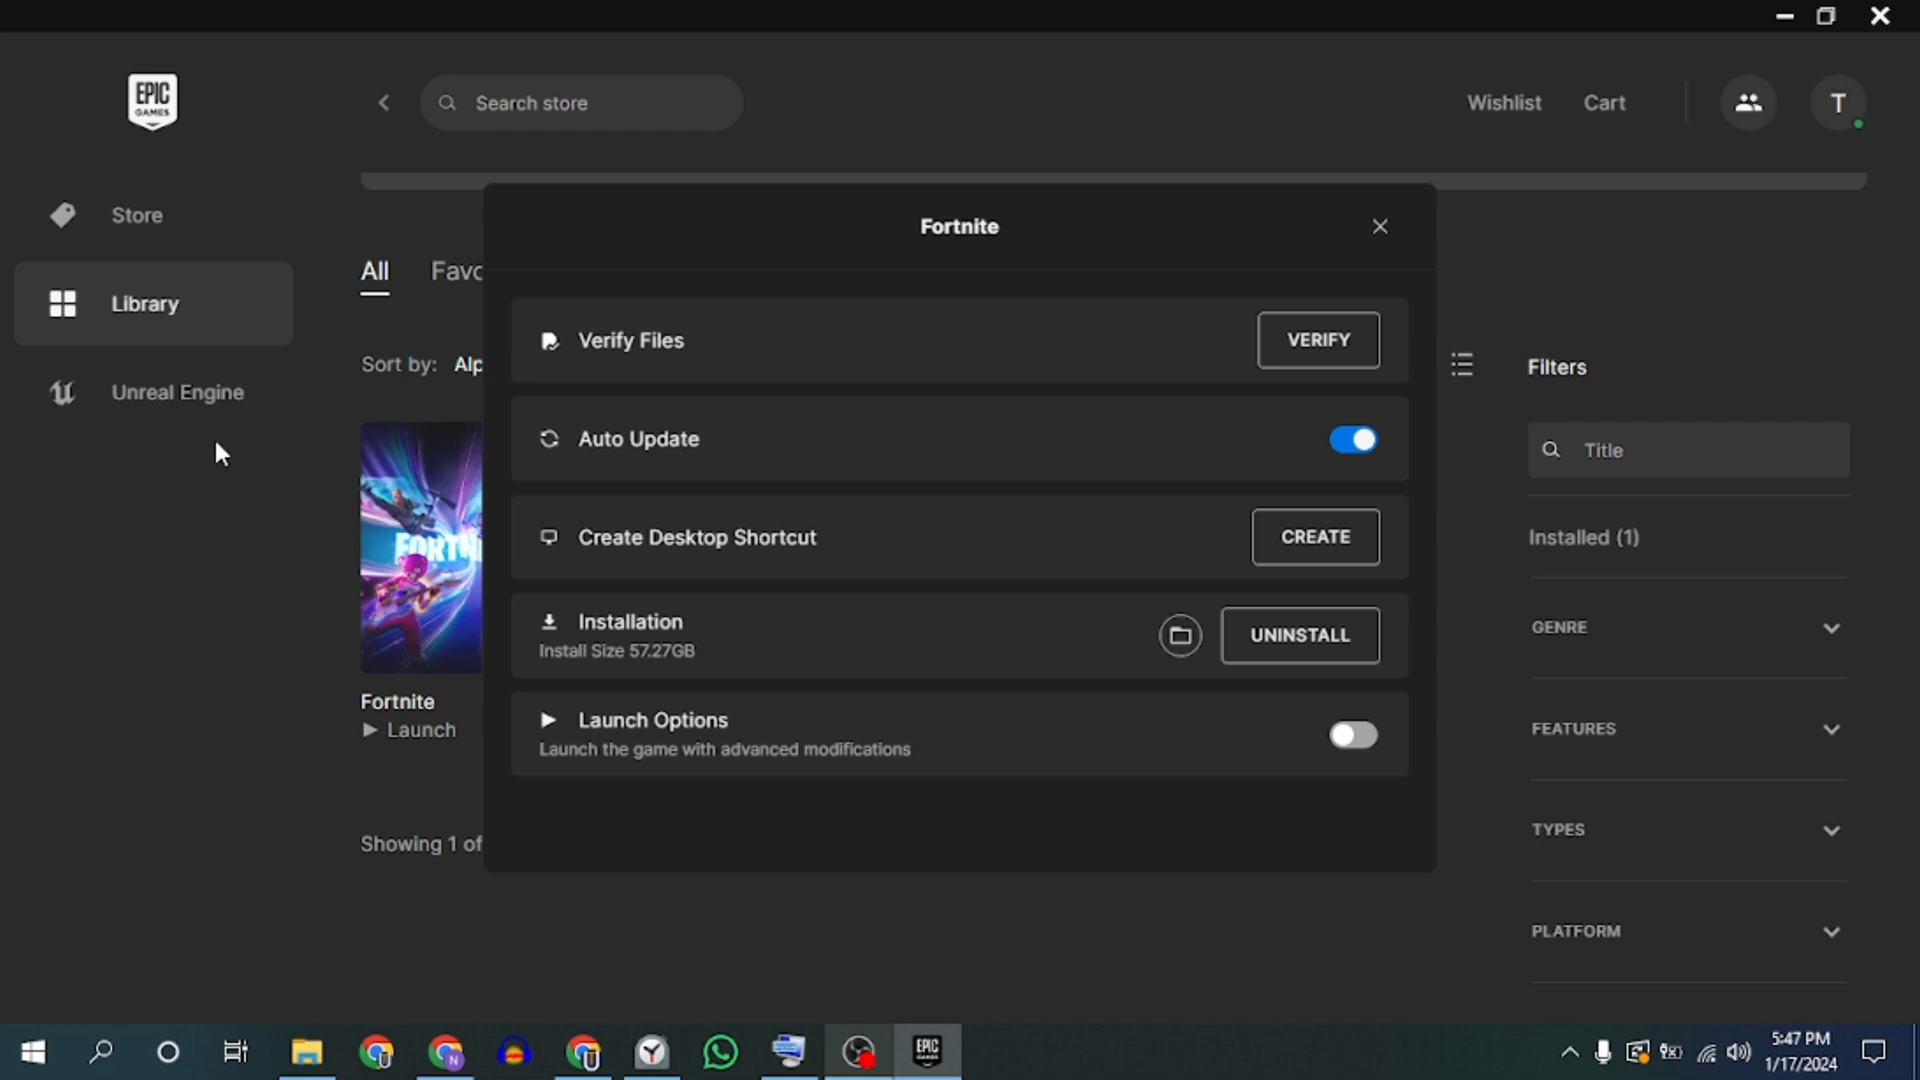 EPIC
GAMES
Search store
Wishlist
Cart
T
Store
Library
Unreal Engine
All
Favo
Sort by: Alp
Fortnite
Launch
Showing 1 of
Fortnite
Verify Files
VERIFY
Auto Update
Create Desktop Shortcut
CREATE
Installation
Install Size 57.27GB
UNINSTALL
Launch Options
Launch the game with advanced modifications
Filters
Title
Installed (1)
GENRE
FEATURES
TYPES
PLATFORM
N
EPIC
GAMES
5:47 PM
1/17/2024